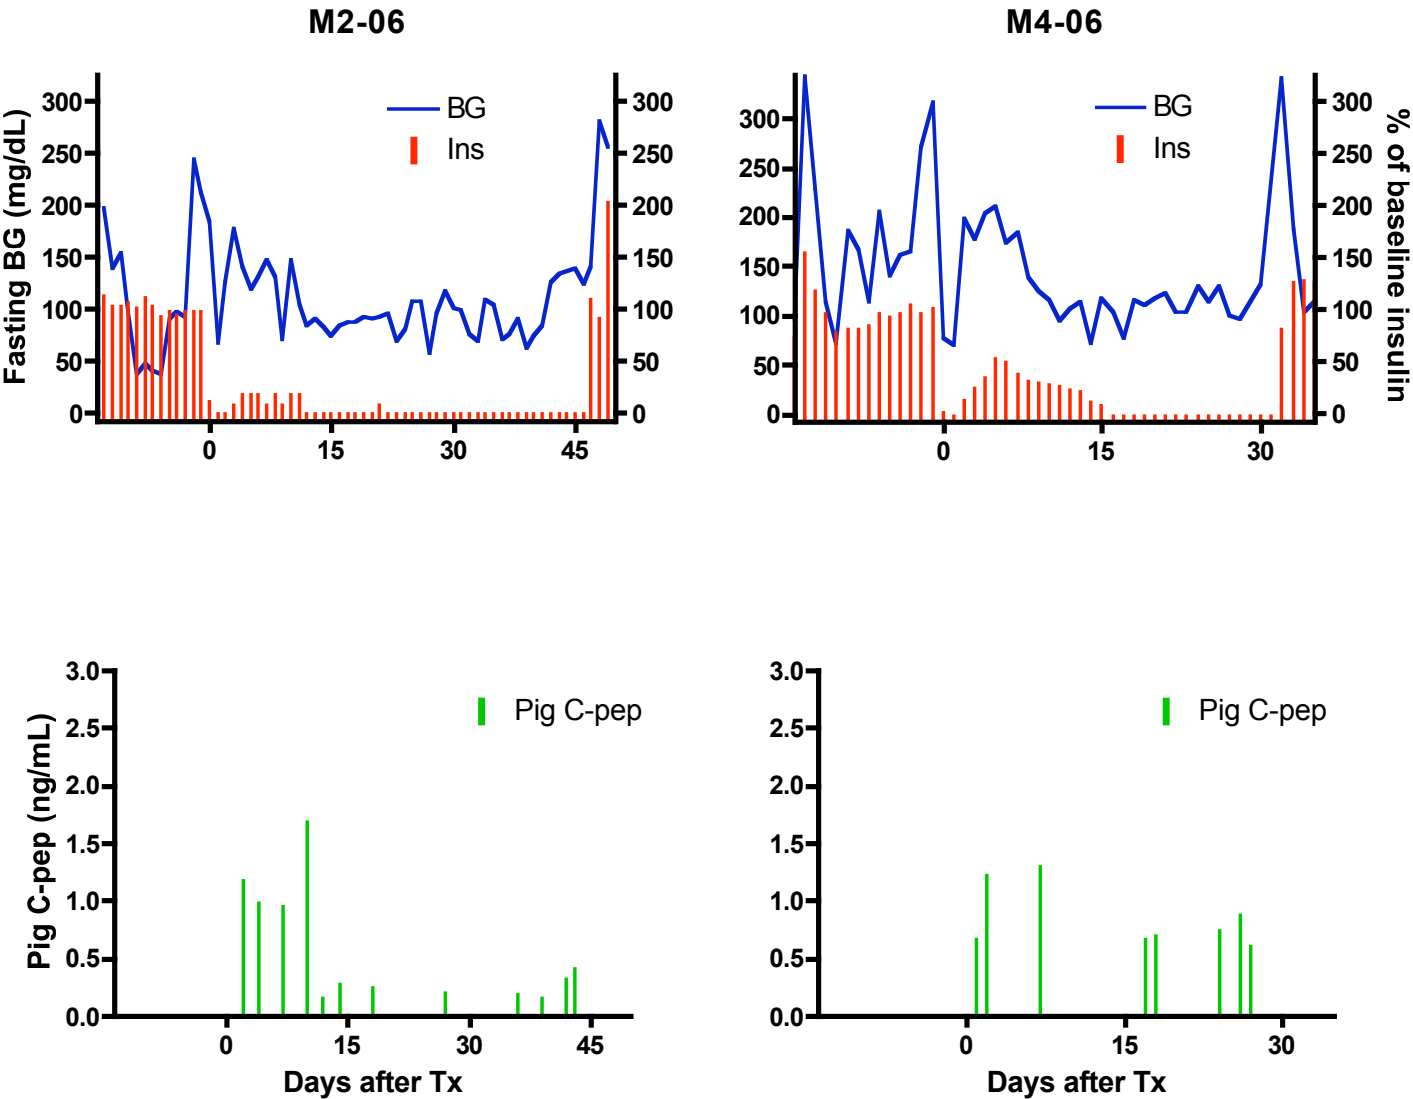 M2-06
Fasting BG (mg/dL)
300
250
200
150
100
50
0
BG
Ins
300
250
200
150
100
50
0
0 15 30 45
M4-06
300
250
200
150
100
50
0
BG
Ins
300
250
200
150
100
50
0
% of baseline insulin
0 15 30
Pig C-pep (ng/mL)
3.0
2.5
2.0
1.5
1.0
0.5
0.0
Pig C-pep
0 15 30 45
Days after Tx
3.0
2.5
2.0
1.5
1.0
0.5
0.0
Pig C-pep
0 15 30
Days after Tx